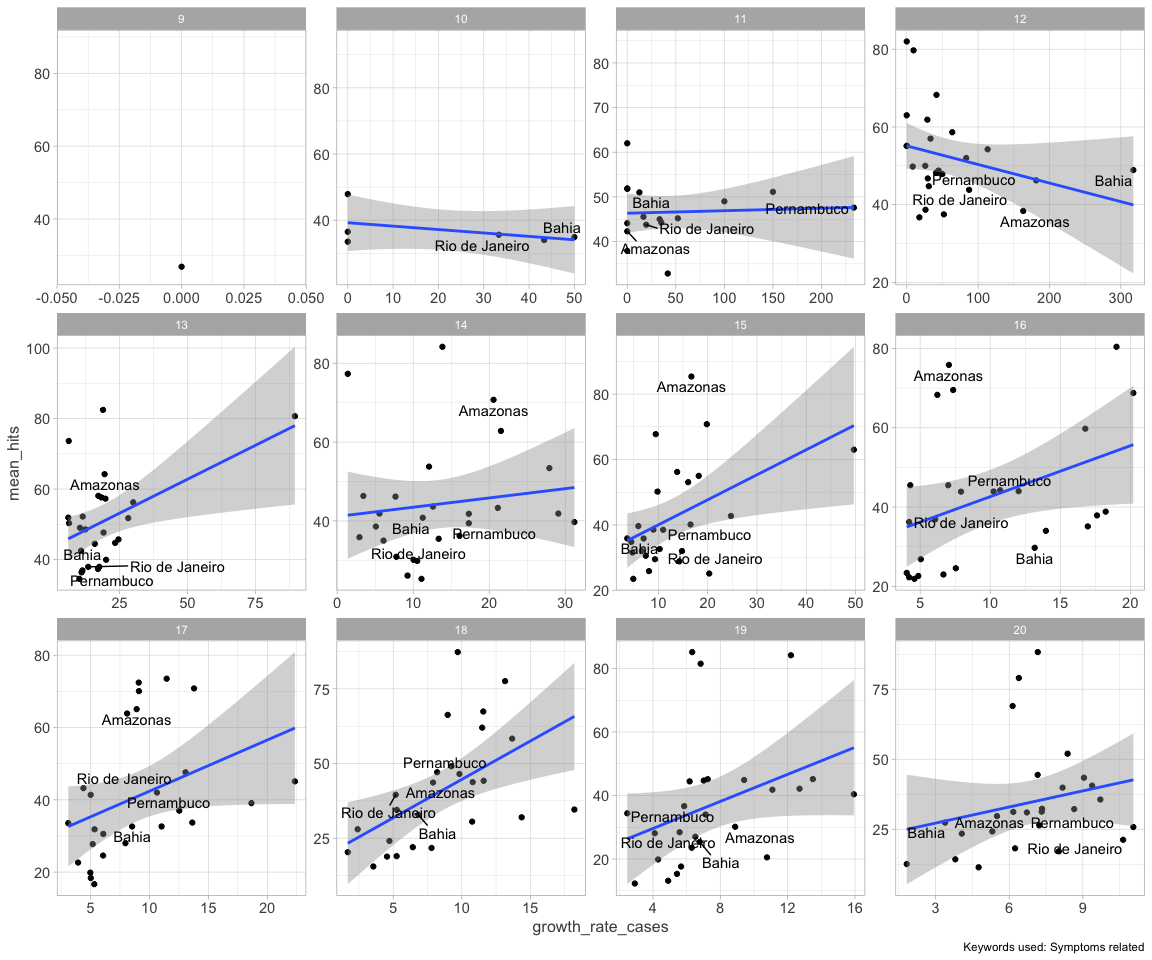 9 10 11 12
80 60 40
-0.050 -0.025 0.000 0.025 0.050
80 60 40
Rio de Janeiro Bahia
0 10 20 30 40 50
80 70 60 50 40
Bahia Rio de Janeiro Amazonas Pernambuco
0 50 100 150 200
80 60 40 20
Pernambuco Rio de Janeiro Amazonas Bahia
0 100 200 300
mean_hits
13 14 15 16
100 80 60 40
Amazonas Bahia Rio de Janeiro Pernambuco
25 50 75
80 60 40
Amazonas Bahia Pernambuco Rio de Janeiro
0 10 20 30
80 60 40 20
Amazonas Pernambuco Bahia Rio de Janeiro
10 20 30 40 50
80 60 40 20
Amazonas Pernambuco Rio de Janeiro Bahia
5 10 15 20
17 18 19 20
80 60 40 20
Amazonas Rio de Janeiro Pernambuco Bahia
5 10 15 20
75 50 25
Pernambuco Amazonas Rio de Janeiro Bahia
5 10 15
80 60 40 20
Pernambuco Amazonas Rio de Janeiro Bahia
4 8 12 16
75 50 25
Bahia Amazonas Pernambuco Rio de Janeiro
3 6 9
growth_rate_cases
Keywords used: Symptoms related